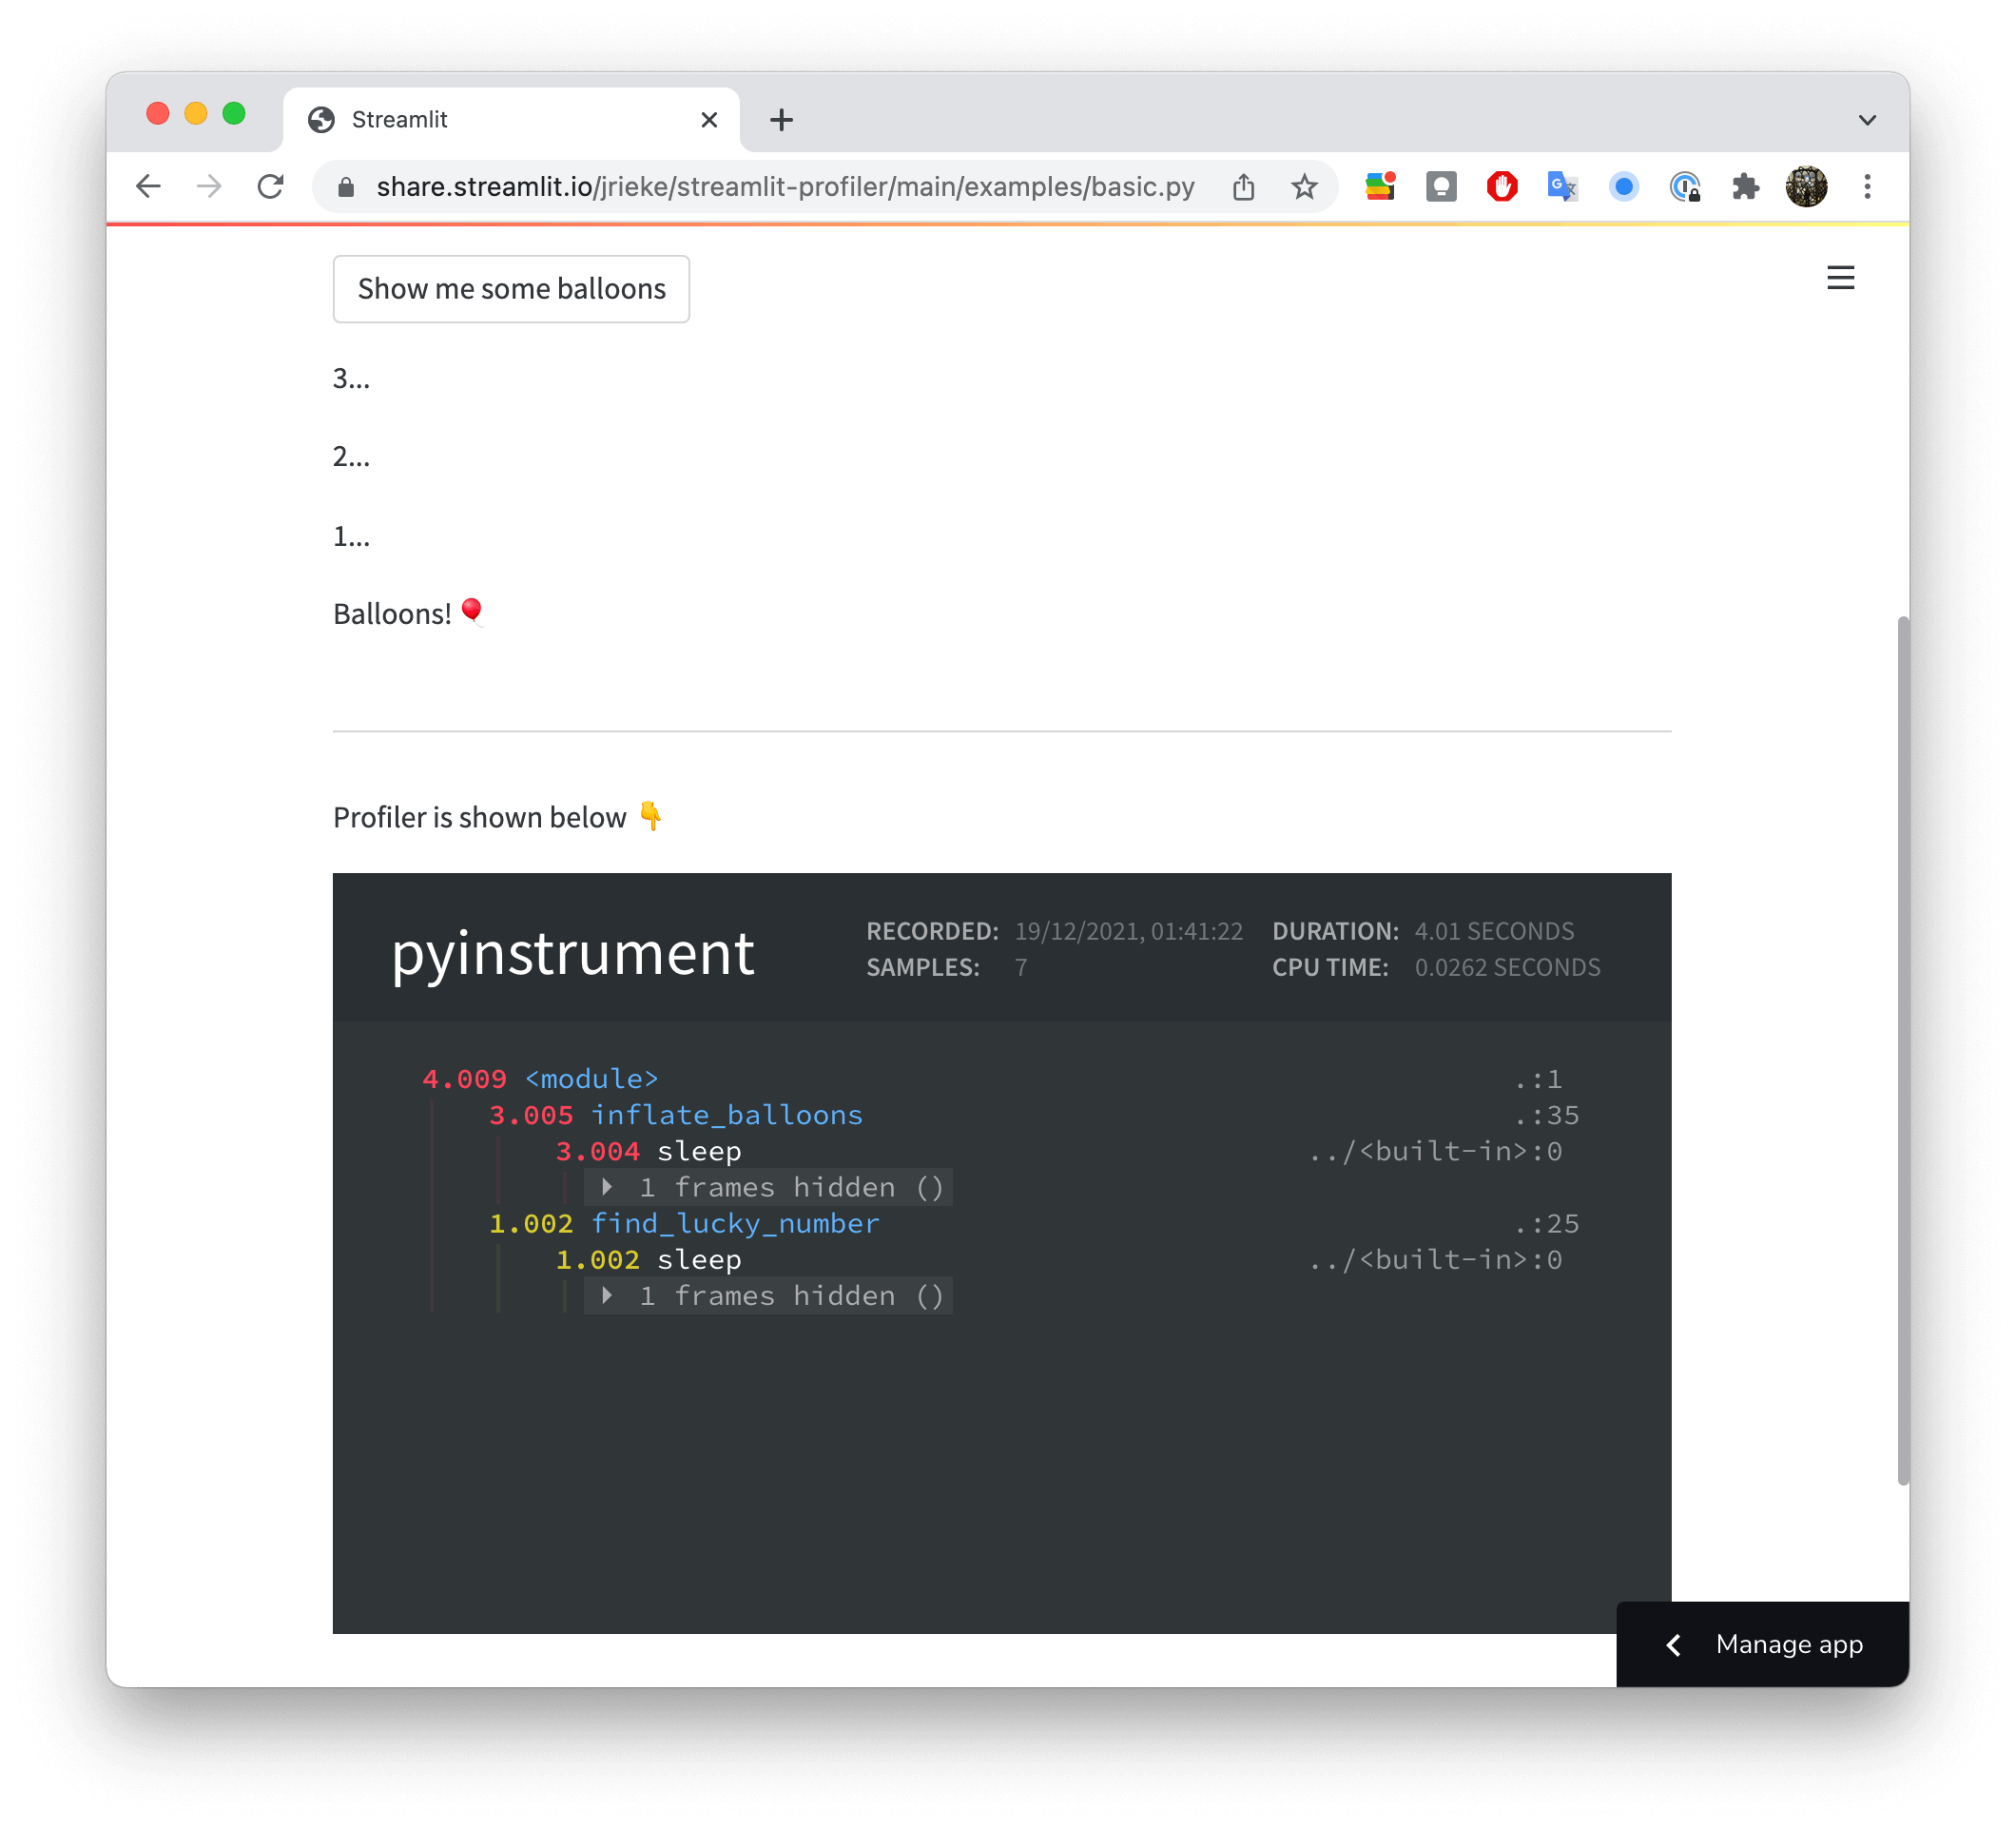 Streamlit
share.streamlit.io/jrieke/streamlit-profiler/main/examples/basic.py
Show me some balloons
3...
2...
1...
Balloons! 🎈
Profiler is shown below 👇
pyinstrument
RECORDED: 19/12/2021, 01:41:22 DURATION: 4.01 SECONDS
SAMPLES: 7 CPU TIME: 0.0262 SECONDS
4.009 <module> .:1
3.005 inflate_balloons .:35
3.004 sleep ../<built-in>:0
1 frames hidden ()
1.002 find_lucky_number .:25
1.002 sleep ../<built-in>:0
1 frames hidden ()
Manage app